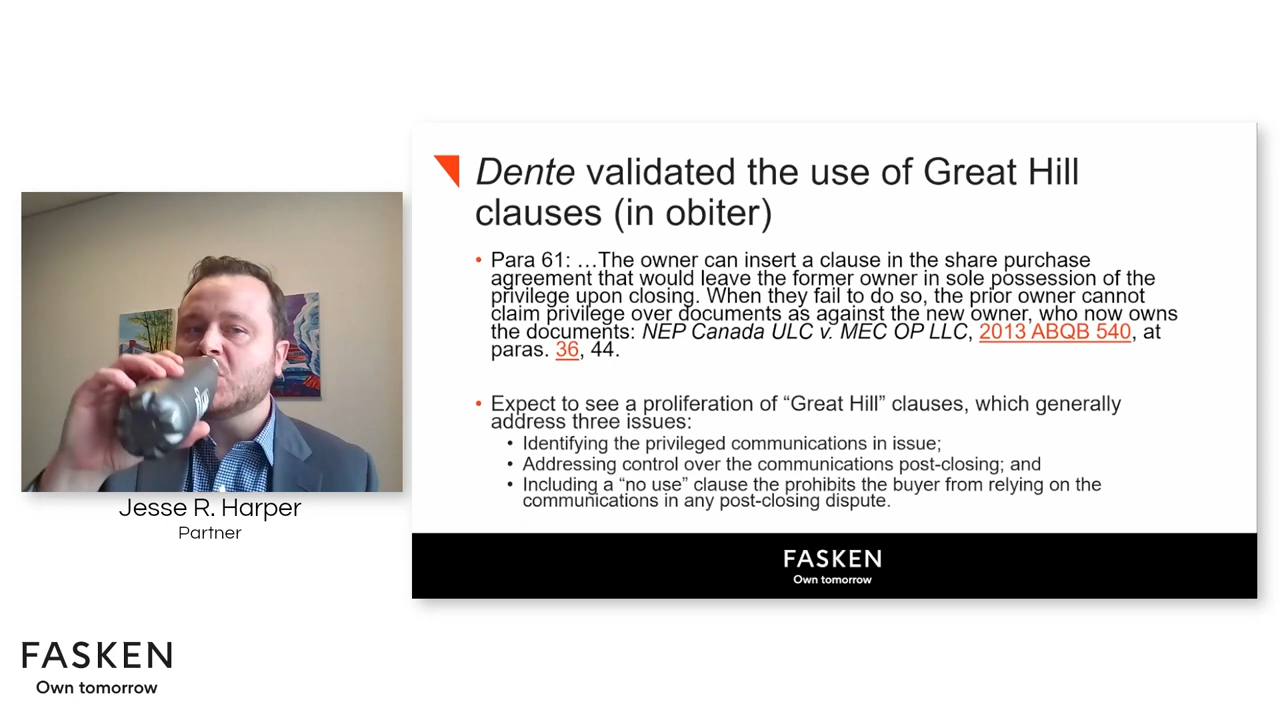 Dente validated the use of Great Hill
clauses (in obiter)
• Para 61: …The owner can insert a clause in the share purchase
agreement that would leave the former owner in sole possession of the
privilege upon closing. When they fail to do so, the prior owner cannot
claim privilege over documents as against the new owner, who now owns
the documents: NEP Canada ULC v. MEC OP LLC, 2013 ABQB 540, at
paras. 36, 44.
• Expect to see a proliferation of “Great Hill” clauses, which generally
address three issues:
• Identifying the privileged communications in issue;
• Addressing control over the communications post-closing; and
• Including a “no use” clause the prohibits the buyer from relying on the
communications in any post-closing dispute.
FASKEN
Own tomorrow
Jesse R. Harper
Partner
FASKEN
Own tomorrow